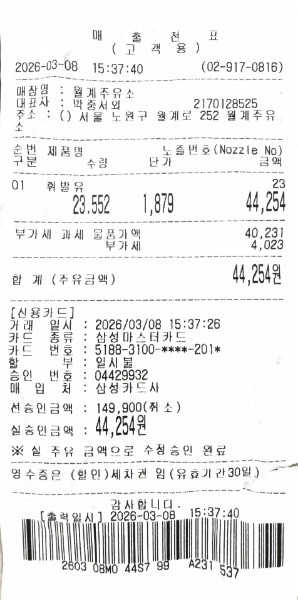 매 출 전 표
( 고 객 용 )
2026-03-08 15:37:40 (02-917-0816)
매장명 : 월계주유소
대표사 : 박중서외 2170128525
주소 : () 서울 노원구 월계로 252 월계주유
소
순번 제품명 노즐번호(Nozzle No)
구분 수량 단가 금액
01 휘발유 23
23.552 1,879 44,254
부가세 과세 물품가액 40,231
부가세 4,023
합 계 (주유금액) 44,254원
[신용카드]
거래 일시 : 2026/03/08 15:37:26
카드 종류 : 삼성마스터카드
카드 번호 : 5188-3100-****-201*
할 부 : 일시불
승인 번호 : 04429932
매 입 처 : 삼성카드사
선승인금액 : 149,900(취소)
실승인금액 : 44,254원
※ 실 주유 금액으로 수정승인 완료
명수증은 (할인)세차권 임(유효기간30일)
감사합니다.
[출력일시] 2026-03-08 15:37:40
2603 08M0 44S7 99 A231 537